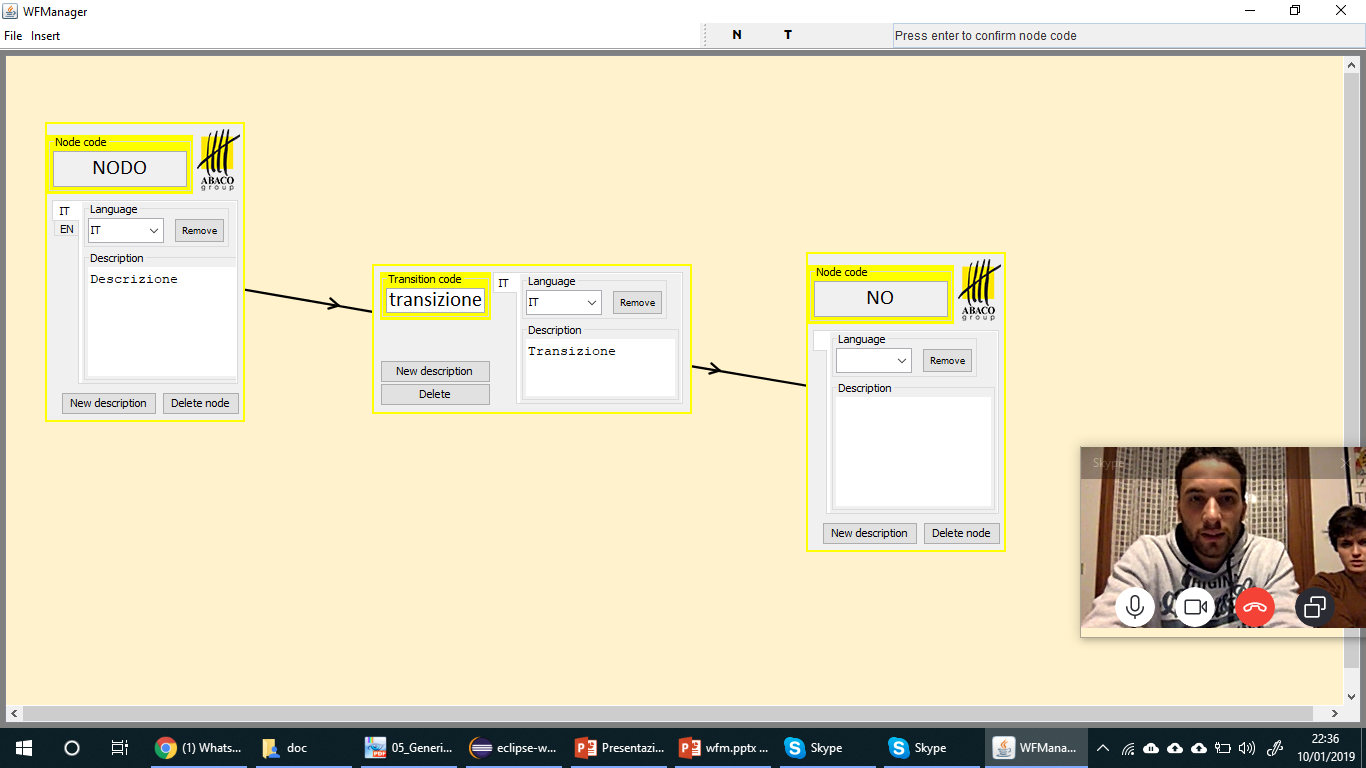 WFManager
File Insert
N T
Press enter to confirm node code
Node code
NODO
ABACO
group
IT
EN
Language
IT
Remove
Description
Descrizione
New description
Delete node
Transition code
transizione
IT
Language
IT
Remove
Description
Transizione
New description
Delete
Node code
NO
ABACO
group
Language
Remove
Description
New description
Delete node
Skype
ORIGINAL
(1) Whats...
doc
05_Generi...
eclipse-w...
Presentazi...
wfm.pptx ...
Skype
Skype
WFMana...
22:36
10/01/2019